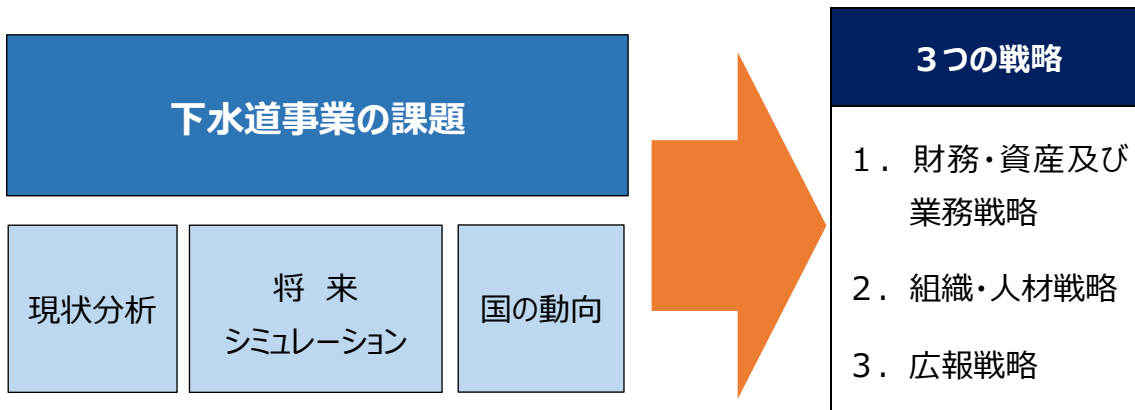 下水道事業の課題
現状分析
将 来
シミュレーション
国の動向
3つの戦略
1. 財務・資産及び
業務戦略
2. 組織・人材戦略
3. 広報戦略